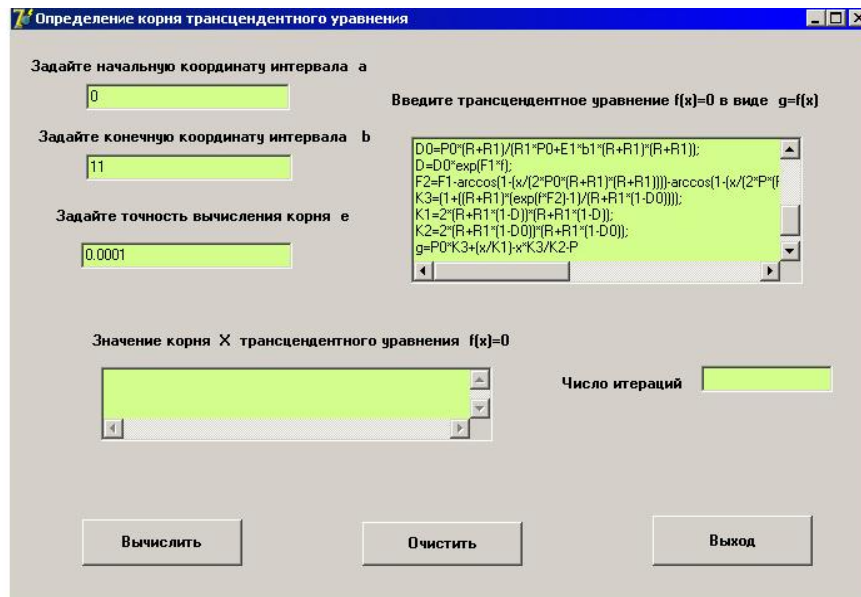 Определение корня трансцендентного уравнения
Задайте начальную координату интервала a
0
Введите трансцендентное уравнение f(x)=0 в виде g=f(x)
Задайте конечную координату интервала b
11
Задайте точность вычисления корня e
0.0001
D0=P0*(R+R1)/(R1*P0+E1*b1*(R+R1)*(R+R1));
D=D0*exp(F1*f);
F2=F1-arccos(1-(x/(2*P0*(R+R1)*(R+R1))))-arccos(1-(x/(2*P*(F
K3=(1+((R+R1)*(exp(f*F2)-1)/(R+R1*(1-D0))));
K1=2*(R+R1*(1-D))*(R+R1*(1-D));
K2=2*(R+R1*(1-D0))*(R+R1*(1-D0));
g=P0*K3+(x/K1)-x*K3/K2-P
Значение корня X трансцендентного уравнения f(x)=0
Число итераций
Вычислить
Очистить
Выход